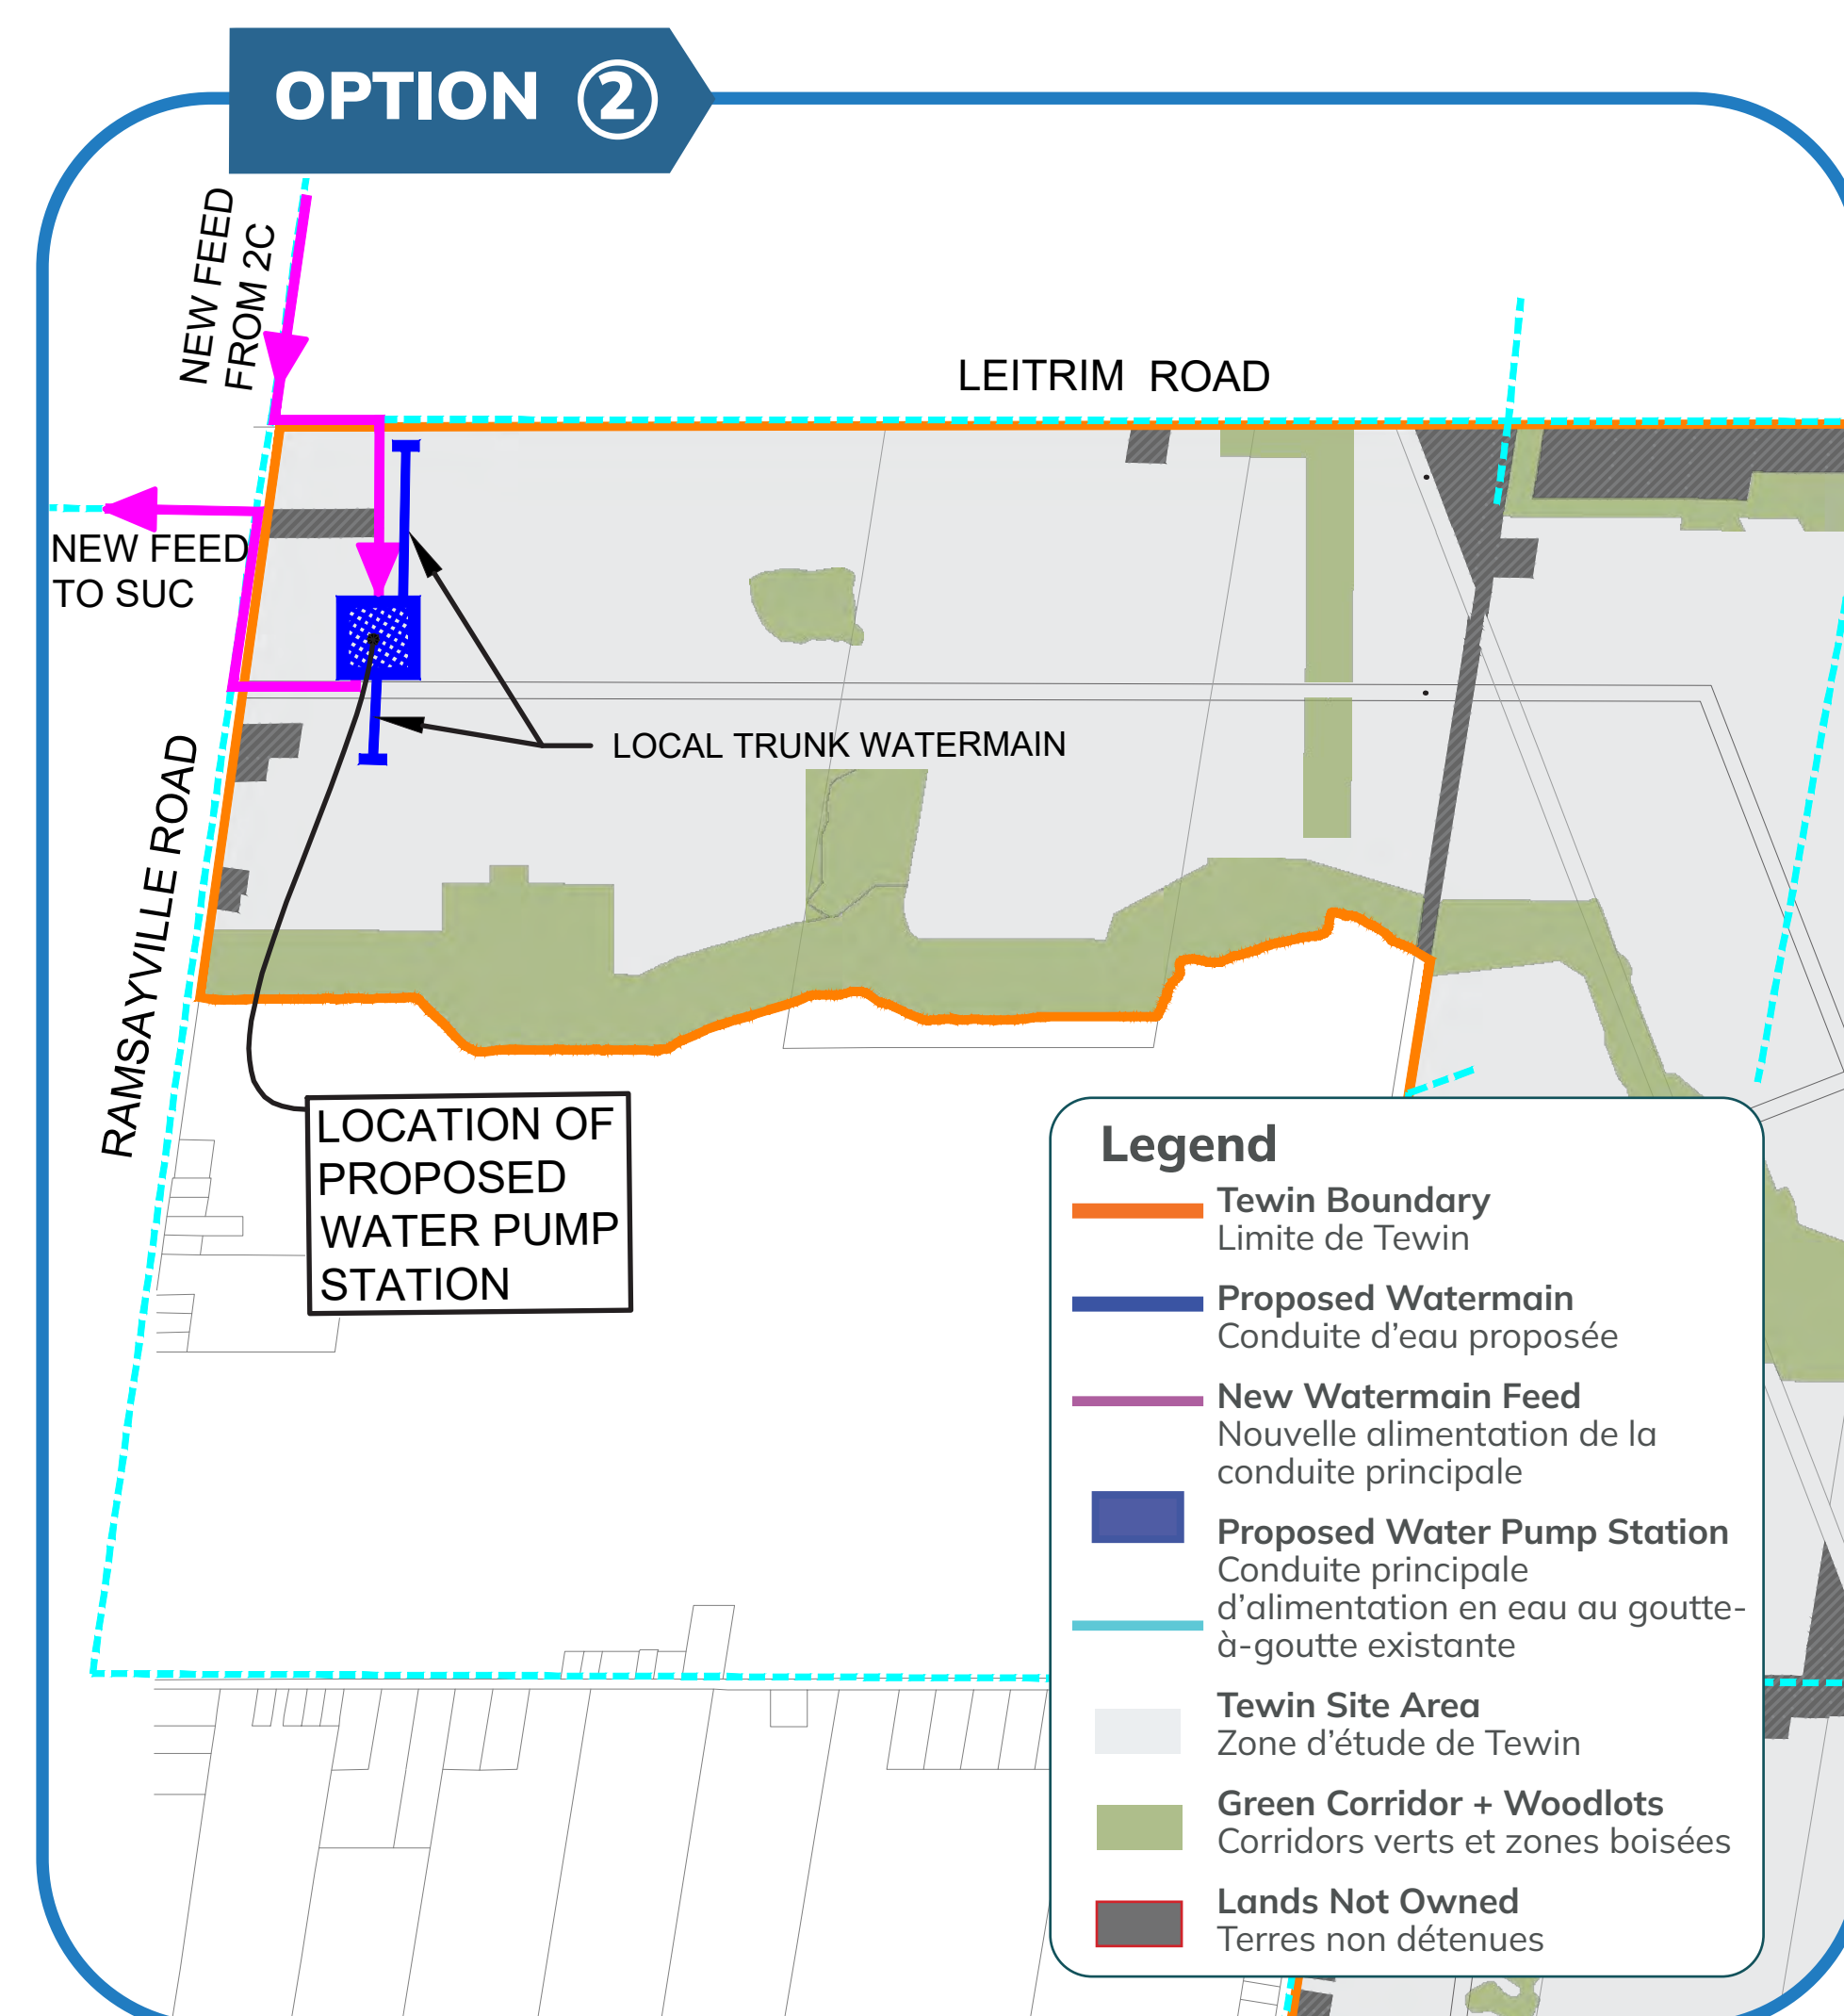 OPTION 2
NEW FEED
FROM 2C
LEITRIM ROAD
NEW FEED
TO SUC
LOCAL TRUNK WATERMAIN
RAMSAYVILLE ROAD
LOCATION OF
PROPOSED
WATER PUMP
STATION
Legend
Tewin Boundary
Limite de Tewin
Proposed Watermain
Conduite d'eau proposée
New Watermain Feed
Nouvelle alimentation de la
conduite principale
Proposed Water Pump Station
Conduite principale
d'alimentation en eau au goutte-
à-goutte existante
Tewin Site Area
Zone d'étude de Tewin
Green Corridor + Woodlots
Corridors verts et zones boisées
Lands Not Owned
Terres non détenues